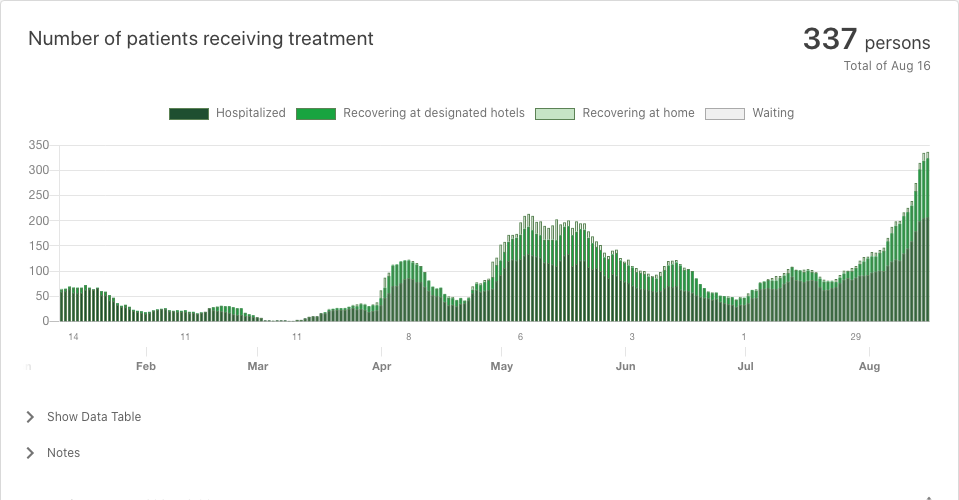 Number of patients receiving treatment
337 persons
Total of Aug 16
Hospitalized Recovering at designated hotels Recovering at home Waiting
350
300
250
200
150
100
50
0
14 11 11 8 6 3 1 29
Feb Mar Apr May Jun Jul Aug
Show Data Table
Notes